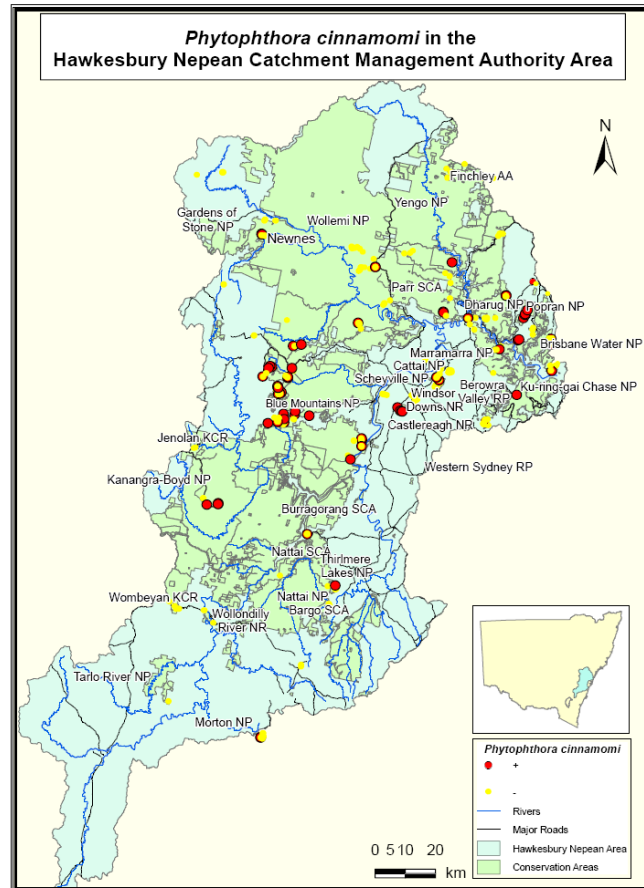 Phytophthora cinnamomi in the
Hawkesbury Nepean Catchment Management Authority Area
N
Finchley AA
Yengo NP
Gardens of
Stone NP
Wollemi NP
Newnes
Parr SCA
Dharug NP
Popran NP
Brisbane Water NP
Marramarra NP
Cattai NP
Scheyville NP
Ku-ring-gai Chase NP
Windsor
Downs NR
Berowra
Valley RP
Blue Mountains NP
Castlereagh NR
Jenolan KCR
Western Sydney RP
Kanangra-Boyd NP
Burragorang SCA
Nattai SCA
Thirlmere
Lakes NP
Wombeyan KCR
Nattai NP
Bargo SCA
Wollondilly
River NR
Tarlo-River NP
Morton NP
Phytophthora cinnamomi
+
-
Rivers
Major Roads
Hawkesbury Nepean Area
Conservation Areas
0 5 10 20
km